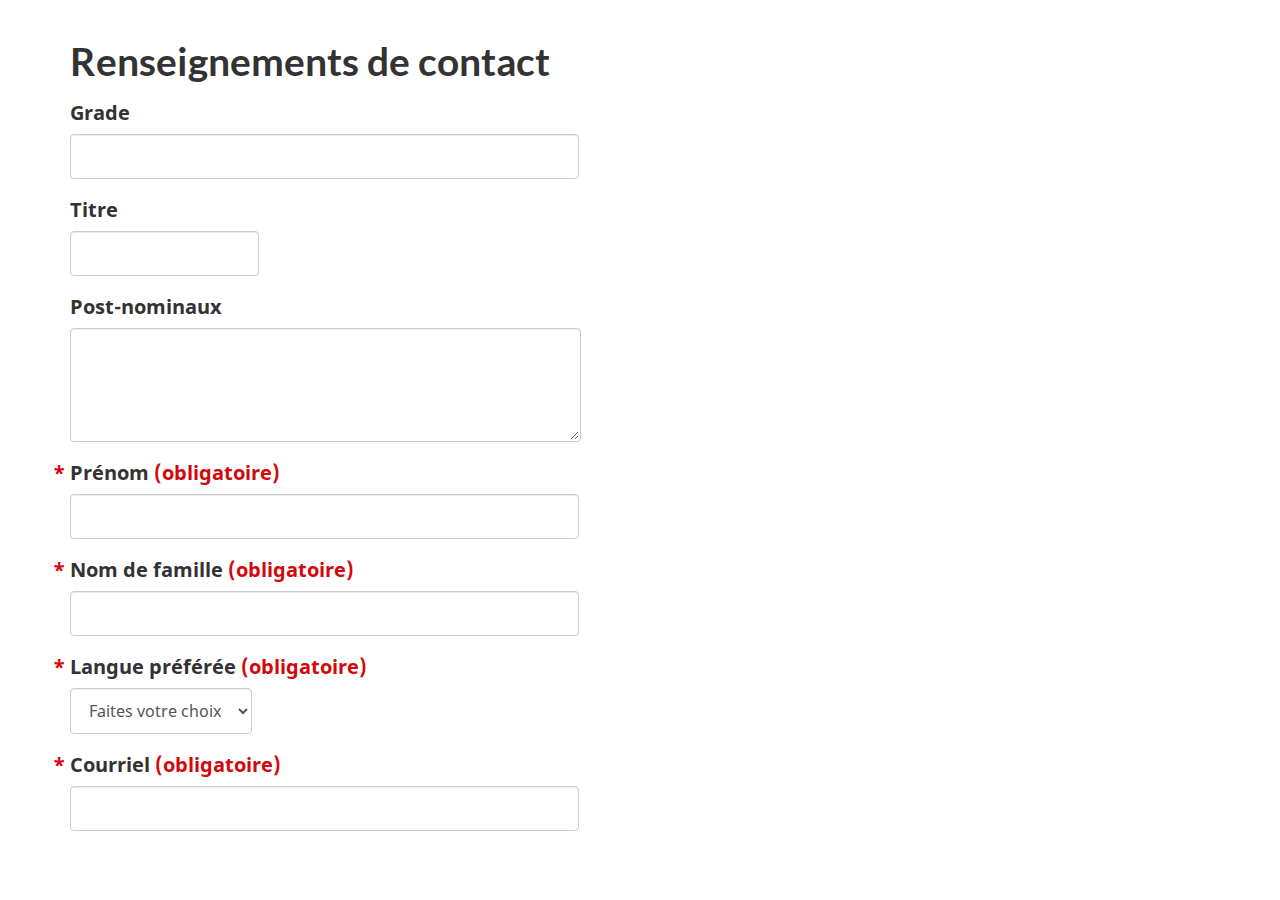 Renseignements de contact
Grade
Titre
Post-nominaux
* Prénom (obligatoire)
* Nom de famille (obligatoire)
* Langue préférée (obligatoire)
Faites votre choix
* Courriel (obligatoire)